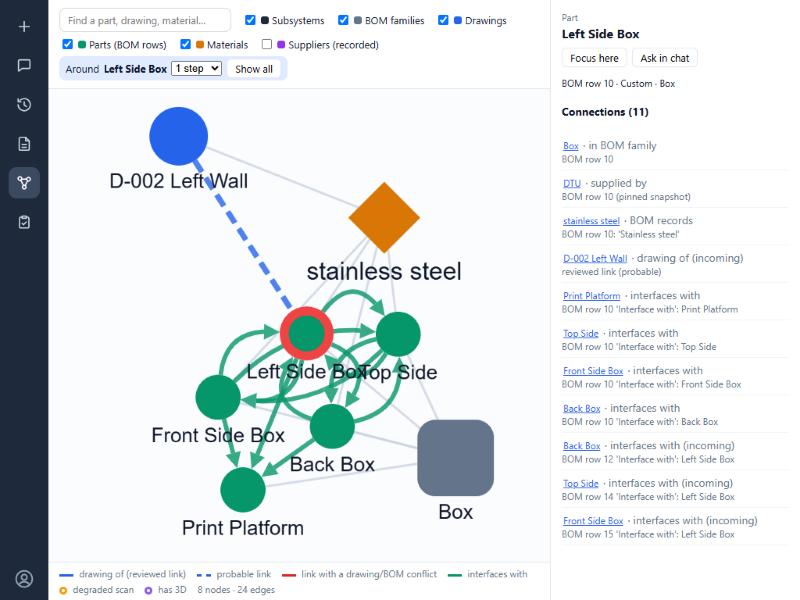 Find a part, drawing, material...
Subsystems
BOM families
Drawings
Parts (BOM rows)
Materials
Suppliers (recorded)
Around Left Side Box 1 step Show all
D-002 Left Wall
stainless steel
Left Side Box
Top Side
Front Side Box
Back Box
Box
Print Platform
drawing of (reviewed link) probable link link with a drawing/BOM conflict interfaces with
degraded scan has 3D 8 nodes · 24 edges
Part
Left Side Box
Focus here Ask in chat
BOM row 10 · Custom · Box
Connections (11)
Box · in BOM family
BOM row 10
DTU · supplied by
BOM row 10 (pinned snapshot)
stainless steel · BOM records
BOM row 10: 'Stainless steel'
D-002 Left Wall · drawing of (incoming)
reviewed link (probable)
Print Platform · interfaces with
BOM row 10 'Interface with': Print Platform
Top Side · interfaces with
BOM row 10 'Interface with': Top Side
Front Side Box · interfaces with
BOM row 10 'Interface with': Front Side Box
Back Box · interfaces with
BOM row 10 'Interface with': Back Box
Back Box · interfaces with (incoming)
BOM row 12 'Interface with': Left Side Box
Top Side · interfaces with (incoming)
BOM row 14 'Interface with': Left Side Box
Front Side Box · interfaces with (incoming)
BOM row 15 'Interface with': Left Side Box